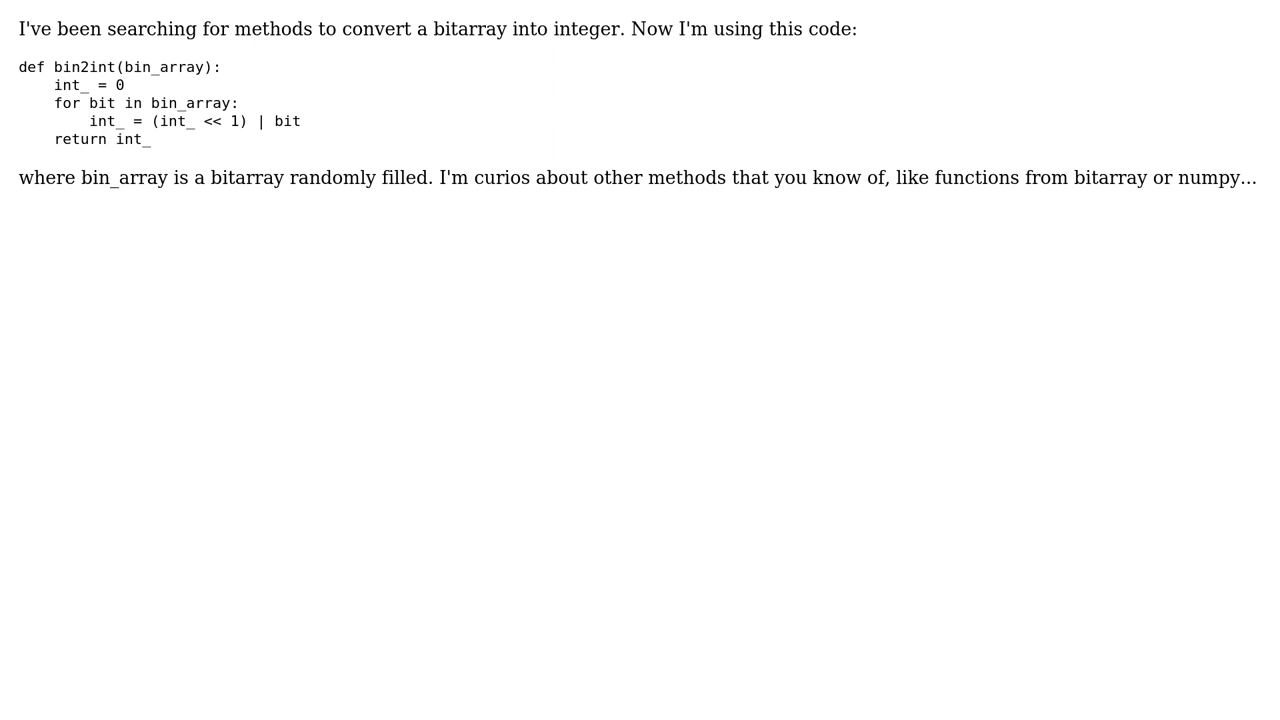 I've been searching for methods to convert a bitarray into integer. Now I'm using this code:
def bin2int(bin_array):
    int_ = 0
    for bit in bin_array:
        int_ = (int_ << 1) | bit
    return int_
where bin_array is a bitarray randomly filled. I'm curios about other methods that you know of, like functions from bitarray or numpy...